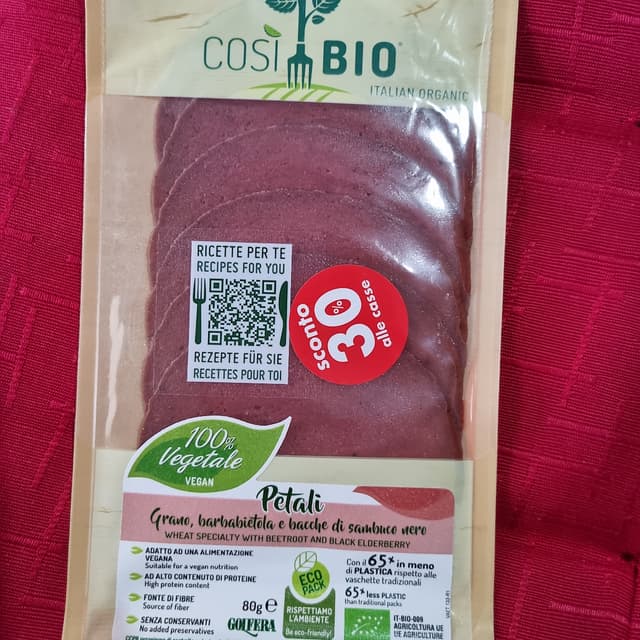 COSÌ BIO
ITALIAN ORGANIC
RICETTE PER TE
RECIPES FOR YOU
REZEPTE FÜR SIE
RECETTES POUR TOI
sconto
30%
alle casse
100%
Vegetale
VEGAN
Petali
Grano, barbabietola e bacche di sambuco nero
WHEAT SPECIALTY WITH BEETROOT AND BLACK ELDERBERRY
ADATTO AD UNA ALIMENTAZIONE
VEGANA
Suitable for a vegan nutrition
AD ALTO CONTENUTO DI PROTEINE
High protein content
FONTE DI FIBRE
Source of fiber
SENZA CONSERVANTI
No added preservatives
80g e
GOLFERA
ECO
PACK
RISPETTIAMO
L'AMBIENTE
Be eco-friendly!
Con il 65% in meno
di PLASTICA rispetto alle
vaschette tradizionali
65% less PLASTIC
than traditional packs
IT-BIO-009
AGRICOLTURA UE
UE AGRICULTURE